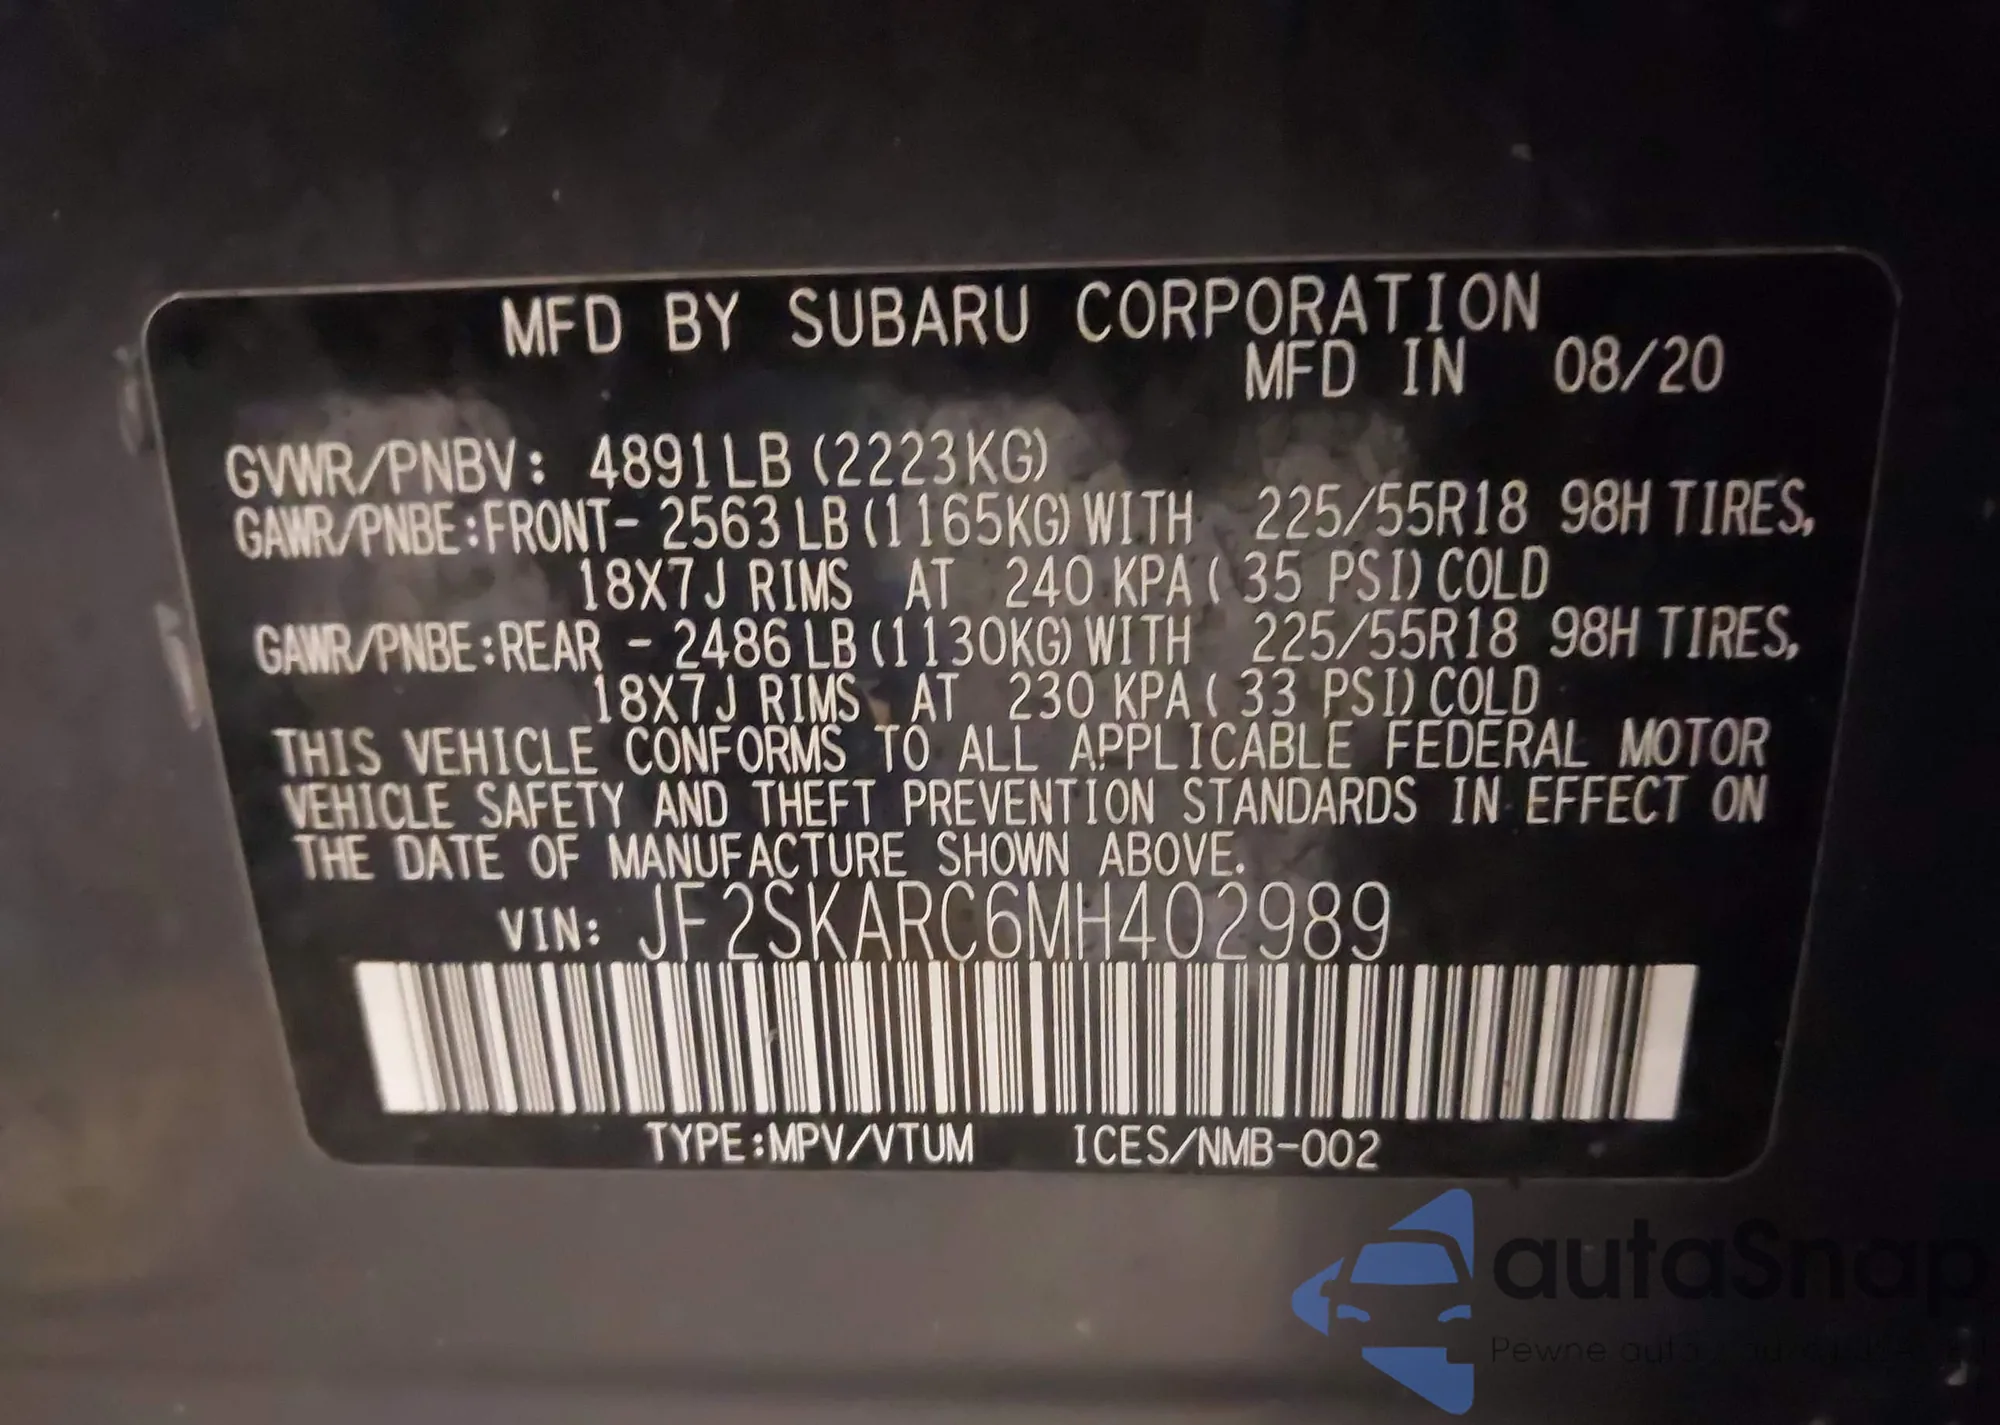 MFD BY SUBARU CORPORATION
MFD IN 08/20
GVWR/PNBV: 4891LB (2223KG)
GAWR/PNBE:FRONT- 2563 LB (1165KG) WITH 225/55R18 98H TIRES,
18X7J RIMS AT 240 KPA ( 35 PSI) COLD
GAWR/PNBE:REAR - 2486 LB (1130KG) WITH 225/55R18 98H TIRES,
18X7J RIMS AT 230 KPA ( 33 PSI) COLD
THIS VEHICLE CONFORMS TO ALL APPLICABLE FEDERAL MOTOR
VEHICLE SAFETY AND THEFT PREVENTION STANDARDS IN EFFECT ON
THE DATE OF MANUFACTURE SHOWN ABOVE.
VIN: JF2SKARC6MH402989
TYPE:MPV/VTUM ICES/NMB-002
autaSnap
Pewne auto